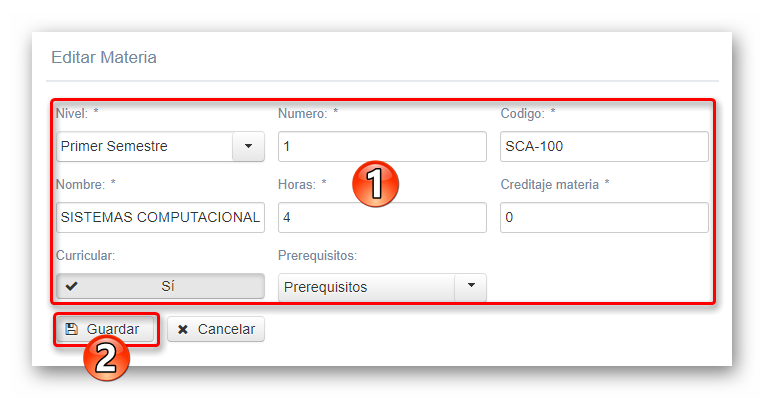 Editar Materia
Nivel: * Numero: * Codigo: *
Primer Semestre 1 SCA-100
Nombre: * Horas: * Creditaje materia *
SISTEMAS COMPUTACIONAL 4 0
Curricular: Prerequisitos:
Sí Prerequisitos
Guardar Cancelar
1
2